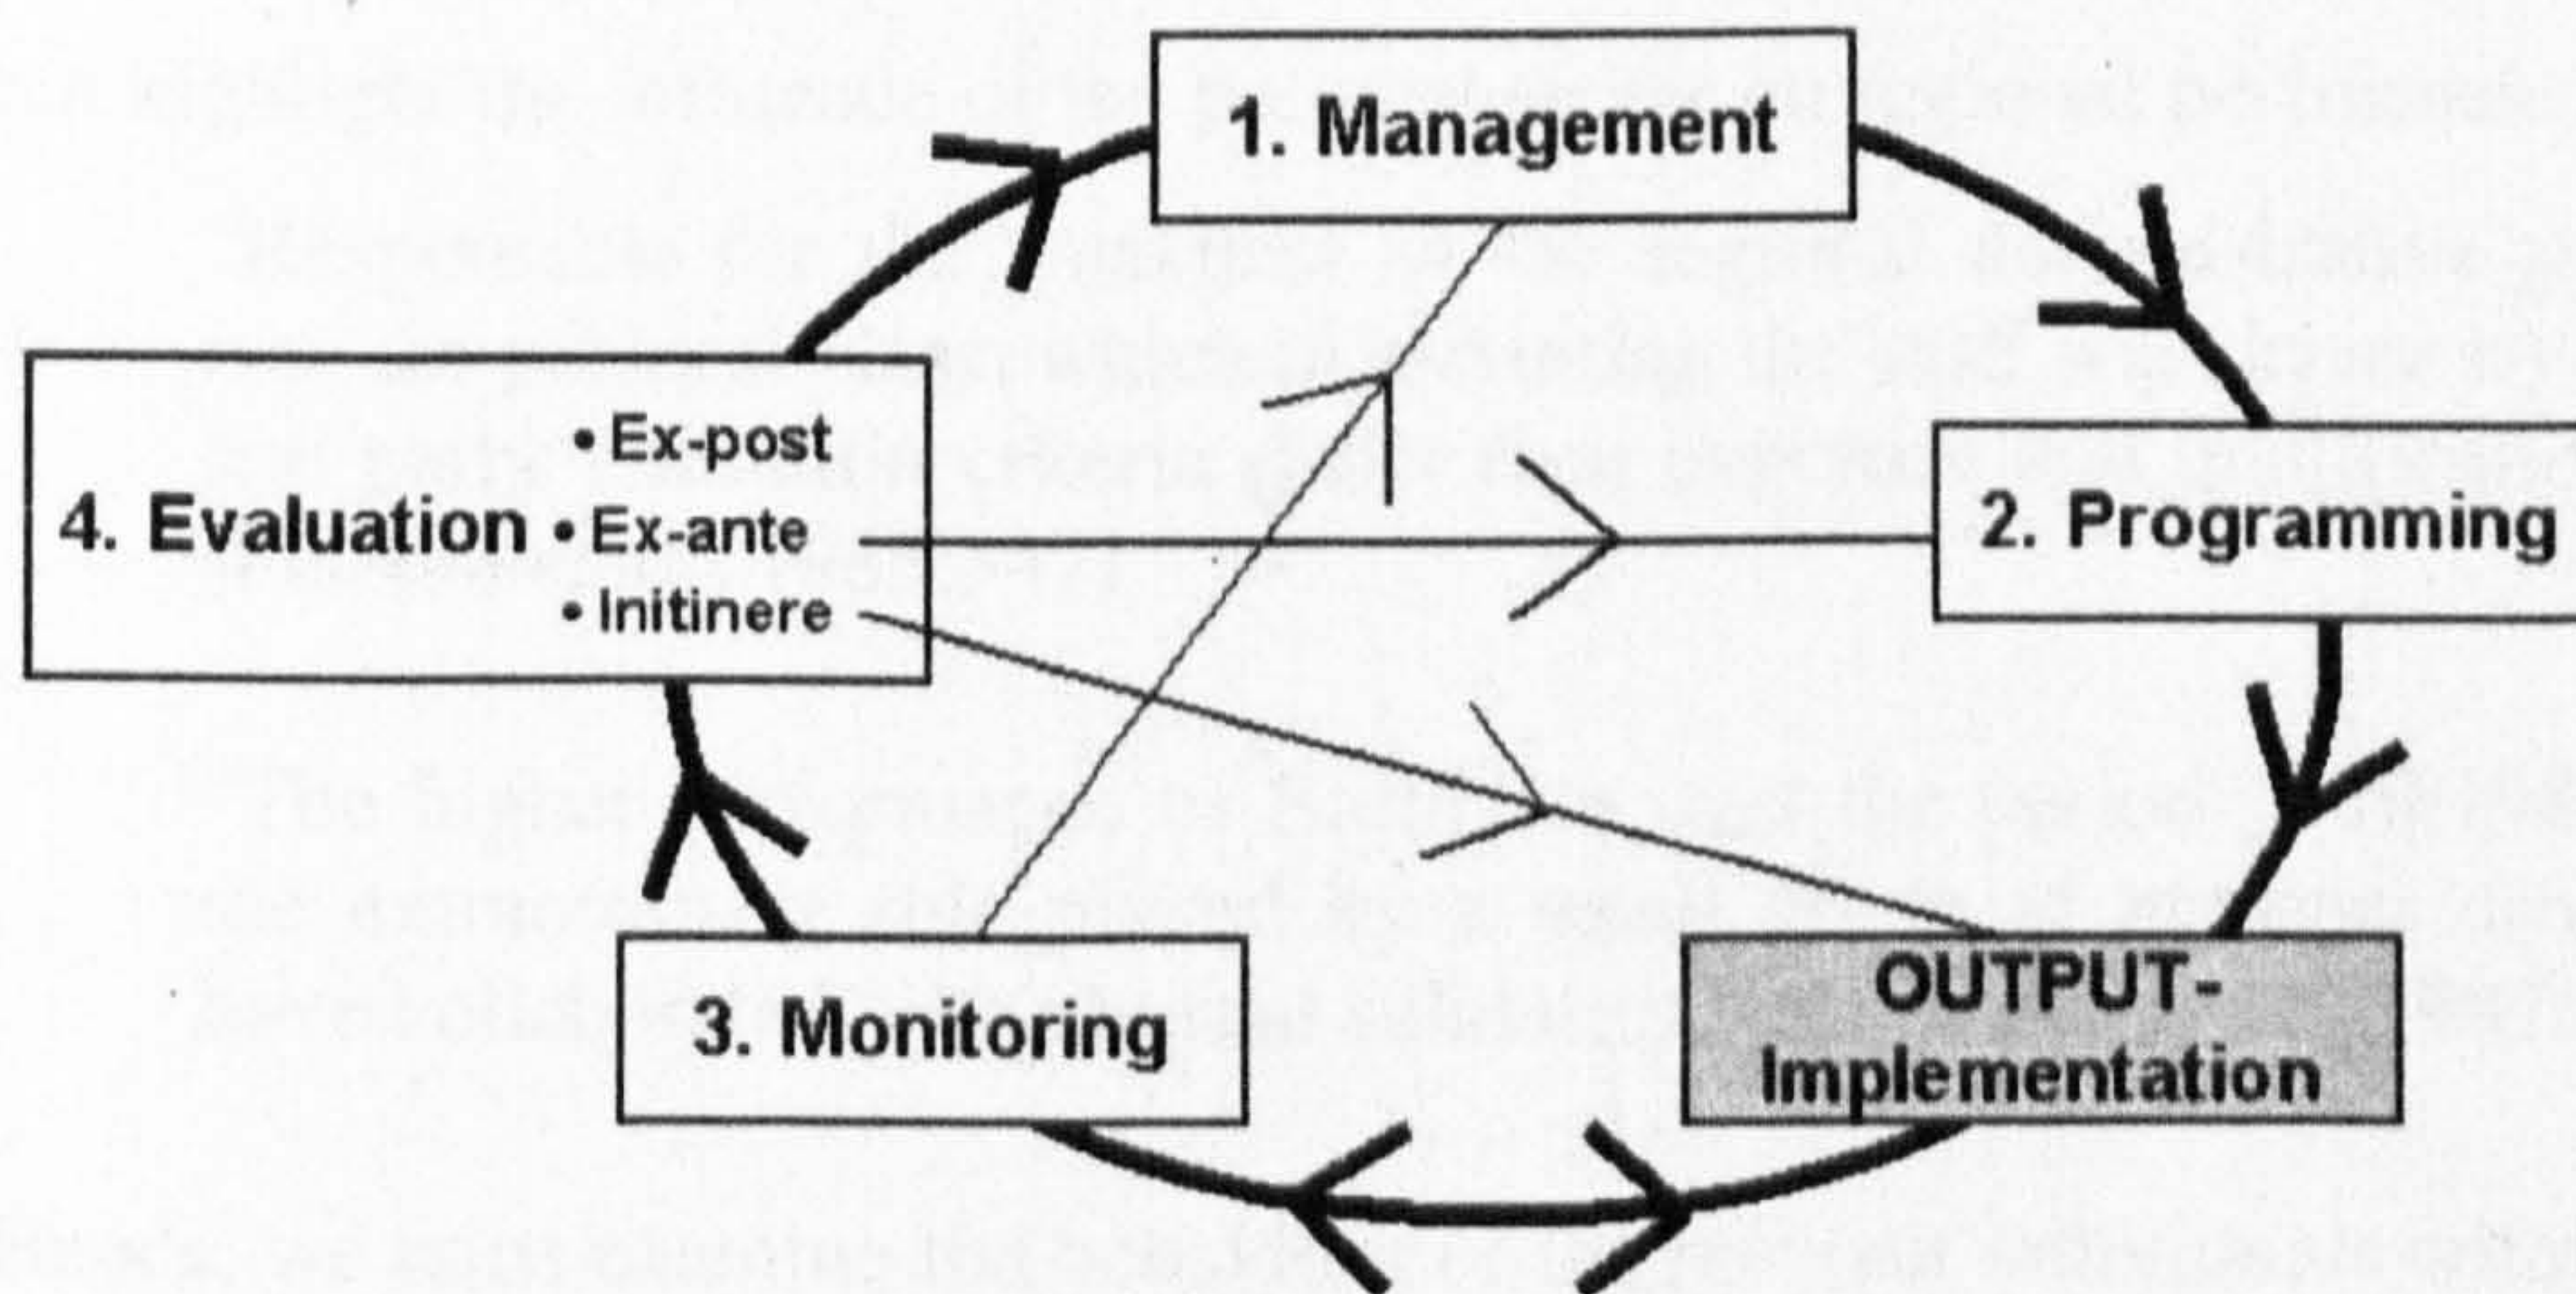 1. Management
• Ex-post
4. Evaluation • Ex-ante
• Initinere
2. Programming
3. Monitoring
OUTPUT-
Implementation